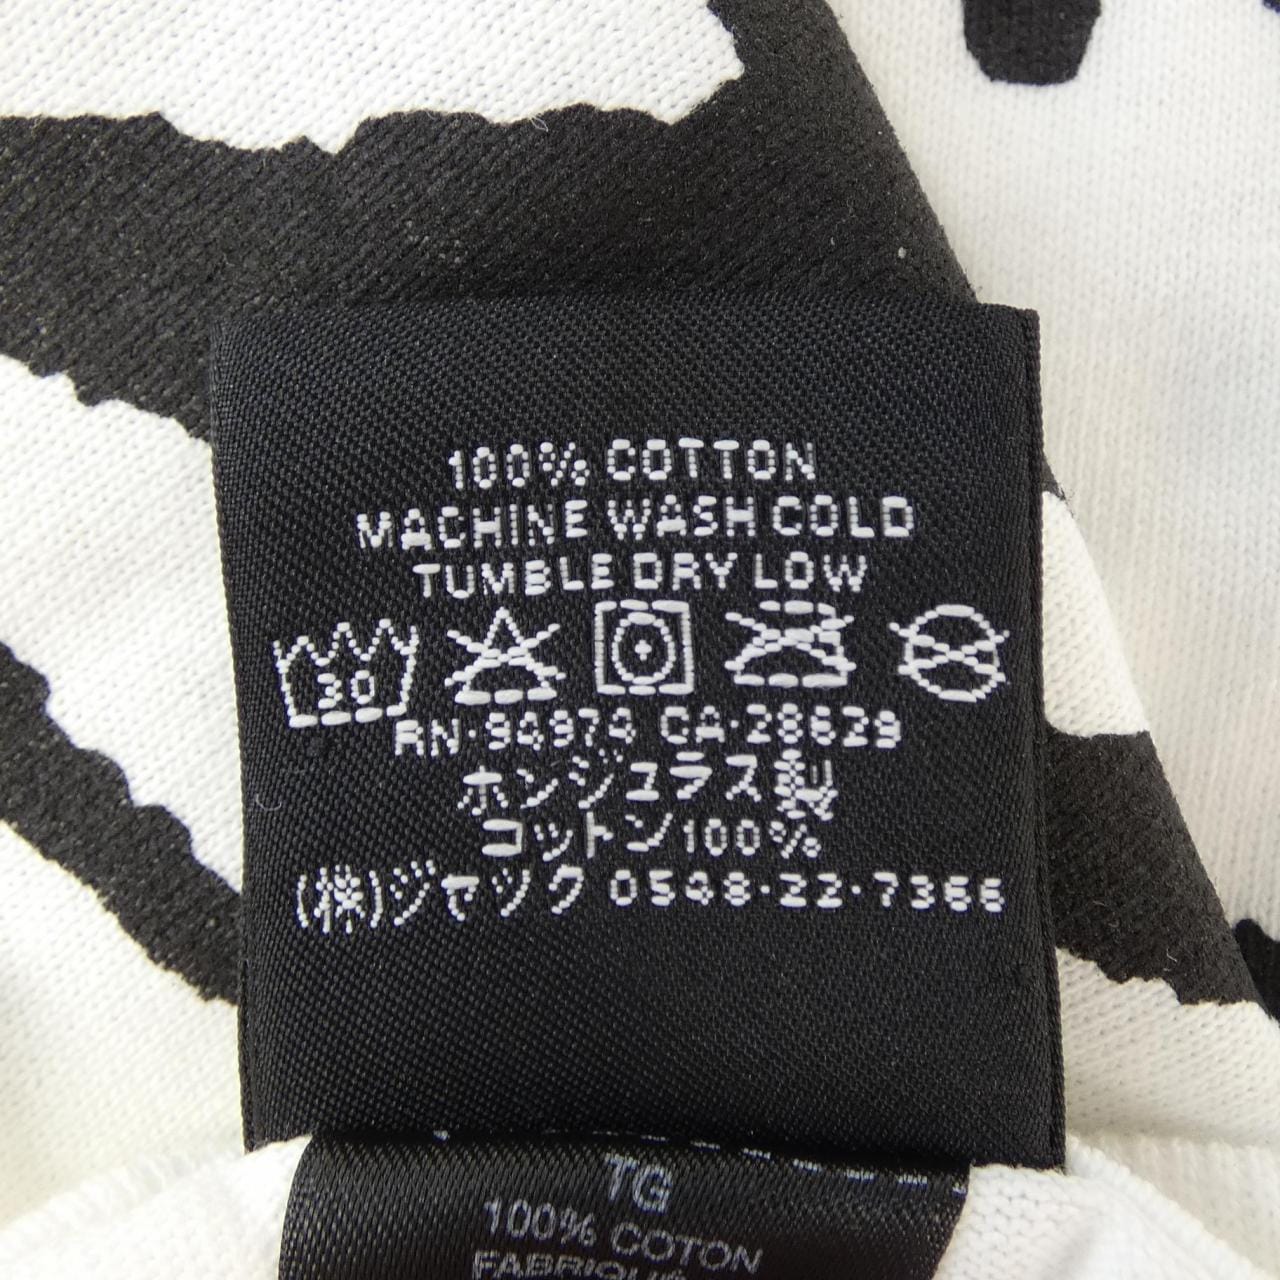 100% COTTON
MACHINE WASH COLD
TUMBLE DRY LOW
30
RN·94974 CA·28629
ホンジュラス製
コットン100%
(株)ジャック 0548·22·7366
TG
100% COTON
FABRIQUÉ